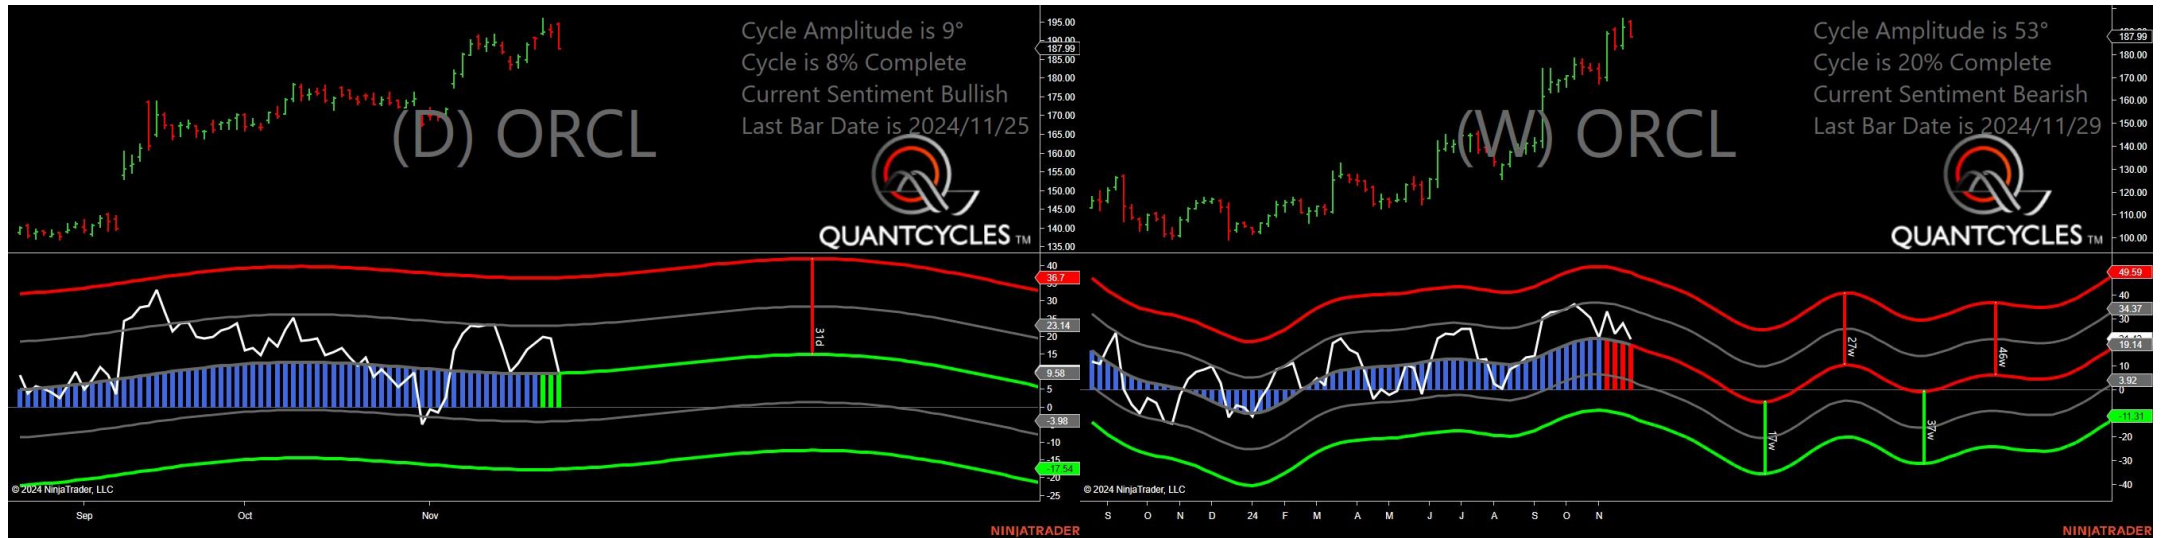 Cycle Amplitude is 9°
Cycle is 8% Complete
Current Sentiment Bullish
Last Bar Date is 2024/11/25
(D) ORCL
QUANTCYCLES TM
195.00
190.00
187.99
185.00
180.00
175.00
170.00
165.00
160.00
155.00
150.00
145.00
140.00
135.00
40
36.7
30
25
23.14
20
15
9.58
5
0
-3.98
-10
-15
-17.54
-20
-25
31d
© 2024 NinjaTrader, LLC
Sep
Oct
Nov
NINJATRADER
Cycle Amplitude is 53°
Cycle is 20% Complete
Current Sentiment Bearish
Last Bar Date is 2024/11/29
(W) ORCL
QUANTCYCLES TM
187.99
180.00
170.00
160.00
150.00
140.00
130.00
120.00
110.00
100.00
49.59
40
34.37
30
19.14
10
3.92
0
-11.31
-20
-30
-40
27w
46w
17w
37w
© 2024 NinjaTrader, LLC
S
O
N
D
24
F
M
A
M
J
J
A
S
O
N
NINJATRADER